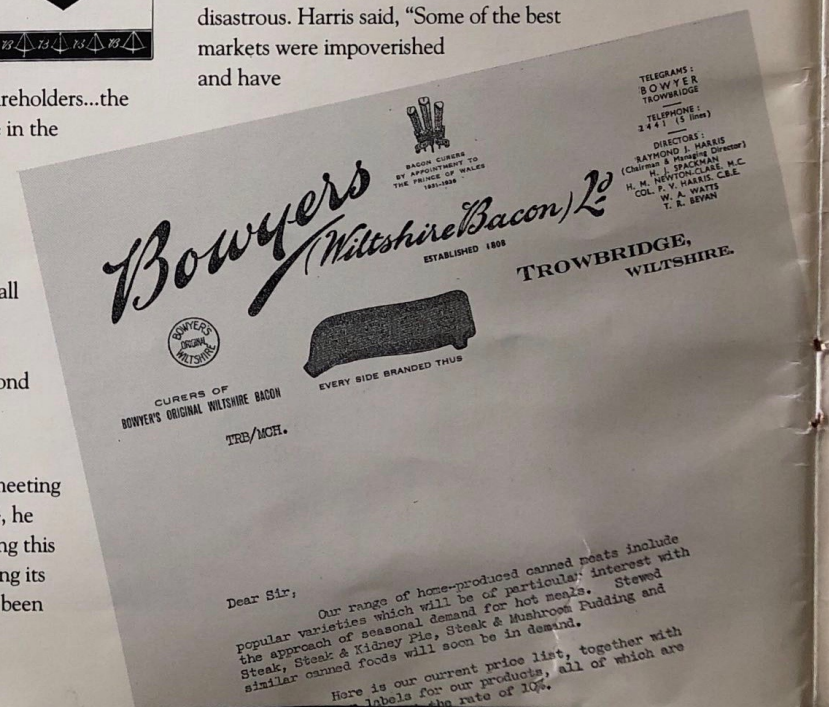 disastrous. Harris said, “Some of the best
markets were impoverished
and have
reholders...the
in the
all
ond
neeting
, he
ng this
ng its
been
BACON CURERS
BY APPOINTMENT TO
THE PRINCE OF WALES
1921-1936
TELEGRAMS:
BOWYER
TROWBRIDGE
TELEPHONE:
2441 (5 lines)
DIRECTORS:
RAYMOND J. HARRIS
(Chairman & Managing Director)
H. J. SPACKMAN
H. M. NEWTON-CLARE, M.C.
COL. P. V. HARRIS, C.B.E.
W. A. WATTS
T. R. BEVAN
Bowyers
(Wiltshire Bacon) Ld
ESTABLISHED 1808
TROWBRIDGE,
WILTSHIRE.
BOWYER'S
ORIGINAL
WILTSHIRE
CURERS OF
BOWYER'S ORIGINAL WILTSHIRE BACON
EVERY SIDE BRANDED THUS
TRB/MCH.
Dear Sir,
Our range of home-produced canned meats include
popular varieties which will be of particular interest with
the approach of seasonal demand for hot meals. Stewed
Steak, Steak & Kidney Pie, Steak & Mushroom Pudding and
similar canned foods will soon be in demand.
Here is our current price list, together with
labels for our products, all of which are
the rate of 10%.